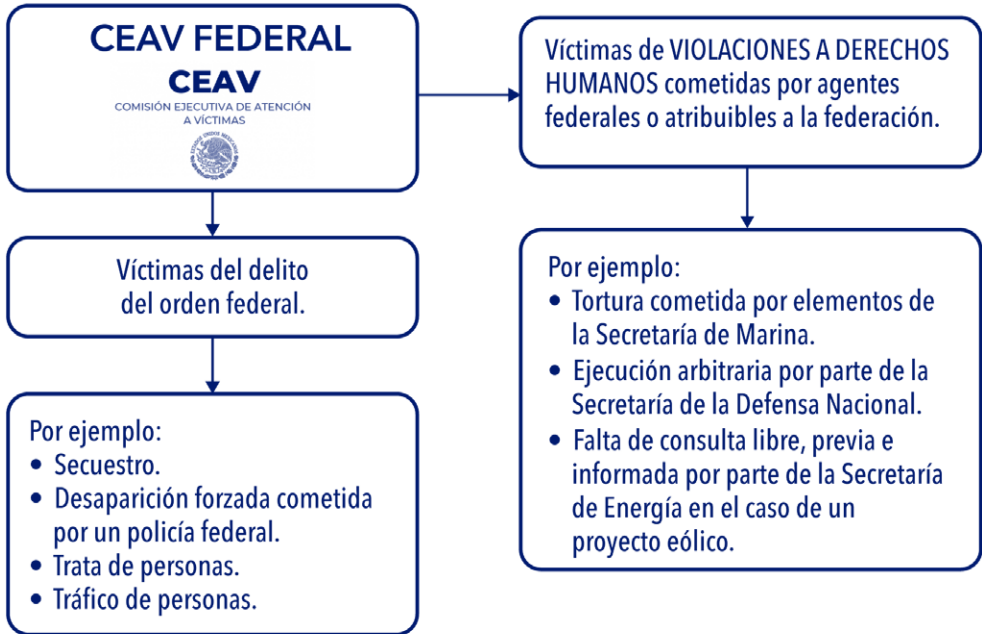 CEAV FEDERAL
CEAV
COMISIÓN EJECUTIVA DE ATENCIÓN
A VÍCTIMAS
ESTADOS UNIDOS MEXICANOS
Víctimas de VIOLACIONES A DERECHOS
HUMANOS cometidas por agentes
federales o atribuibles a la federación.
Víctimas del delito
del orden federal.
Por ejemplo:
• Secuestro.
• Desaparición forzada cometida
por un policía federal.
• Trata de personas.
• Tráfico de personas.
Por ejemplo:
• Tortura cometida por elementos de
la Secretaría de Marina.
• Ejecución arbitraria por parte de la
Secretaría de la Defensa Nacional.
• Falta de consulta libre, previa e
informada por parte de la Secretaría
de Energía en el caso de un
proyecto eólico.